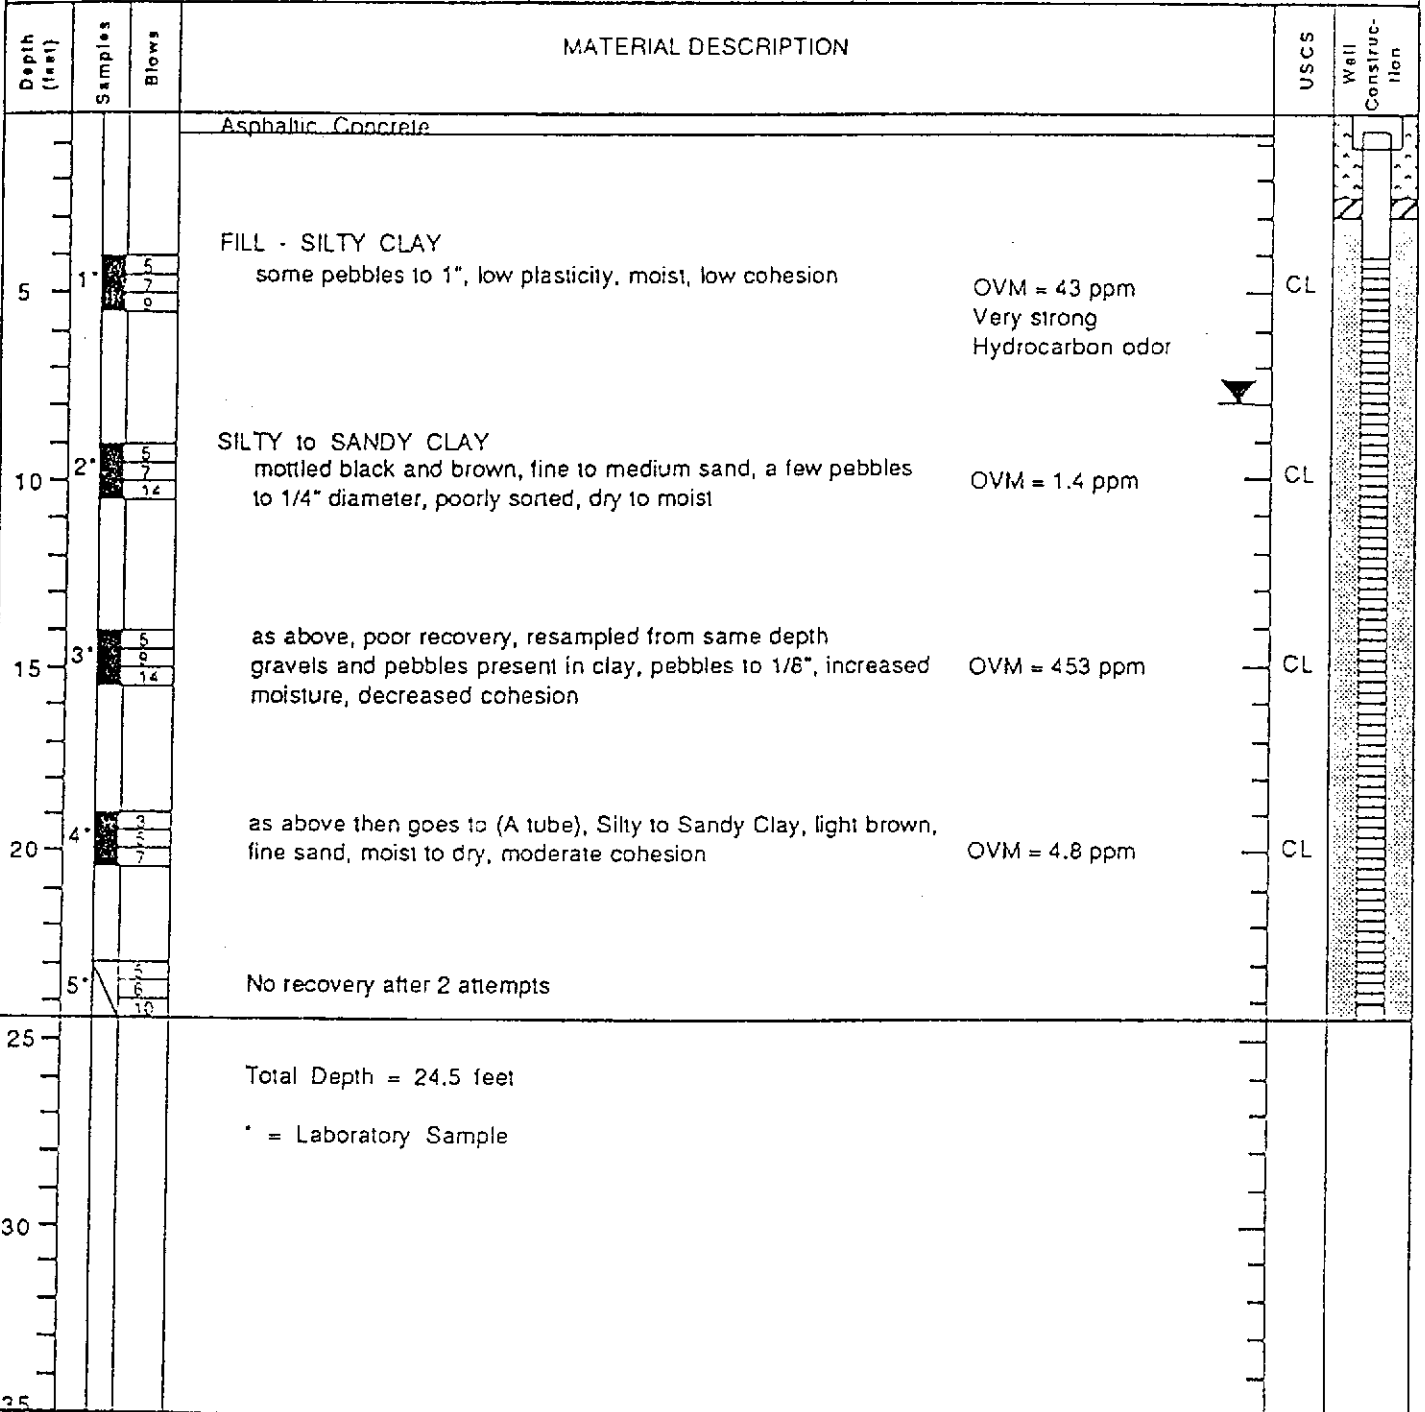 Depth (feet)
Samples
Blows
MATERIAL DESCRIPTION
USCS
Well Construc-tion
Asphaltic Concrete
FILL - SILTY CLAY
1*
5
7
9
some pebbles to 1", low plasticity, moist, low cohesion
5
OVM = 43 ppm
CL
Very strong
Hydrocarbon odor
SILTY to SANDY CLAY
2*
5
7
14
mottled black and brown, fine to medium sand, a few pebbles
10
OVM = 1.4 ppm
CL
to 1/4" diameter, poorly sorted, dry to moist
3*
5
9
14
as above, poor recovery, resampled from same depth
15
gravels and pebbles present in clay, pebbles to 1/8", increased
OVM = 453 ppm
CL
moisture, decreased cohesion
4*
3
7
as above then goes to (A tube), Silty to Sandy Clay, light brown,
20
fine sand, moist to dry, moderate cohesion
OVM = 4.8 ppm
CL
5*
6
10
No recovery after 2 attempts
25
Total Depth = 24.5 feet
* = Laboratory Sample
30
35